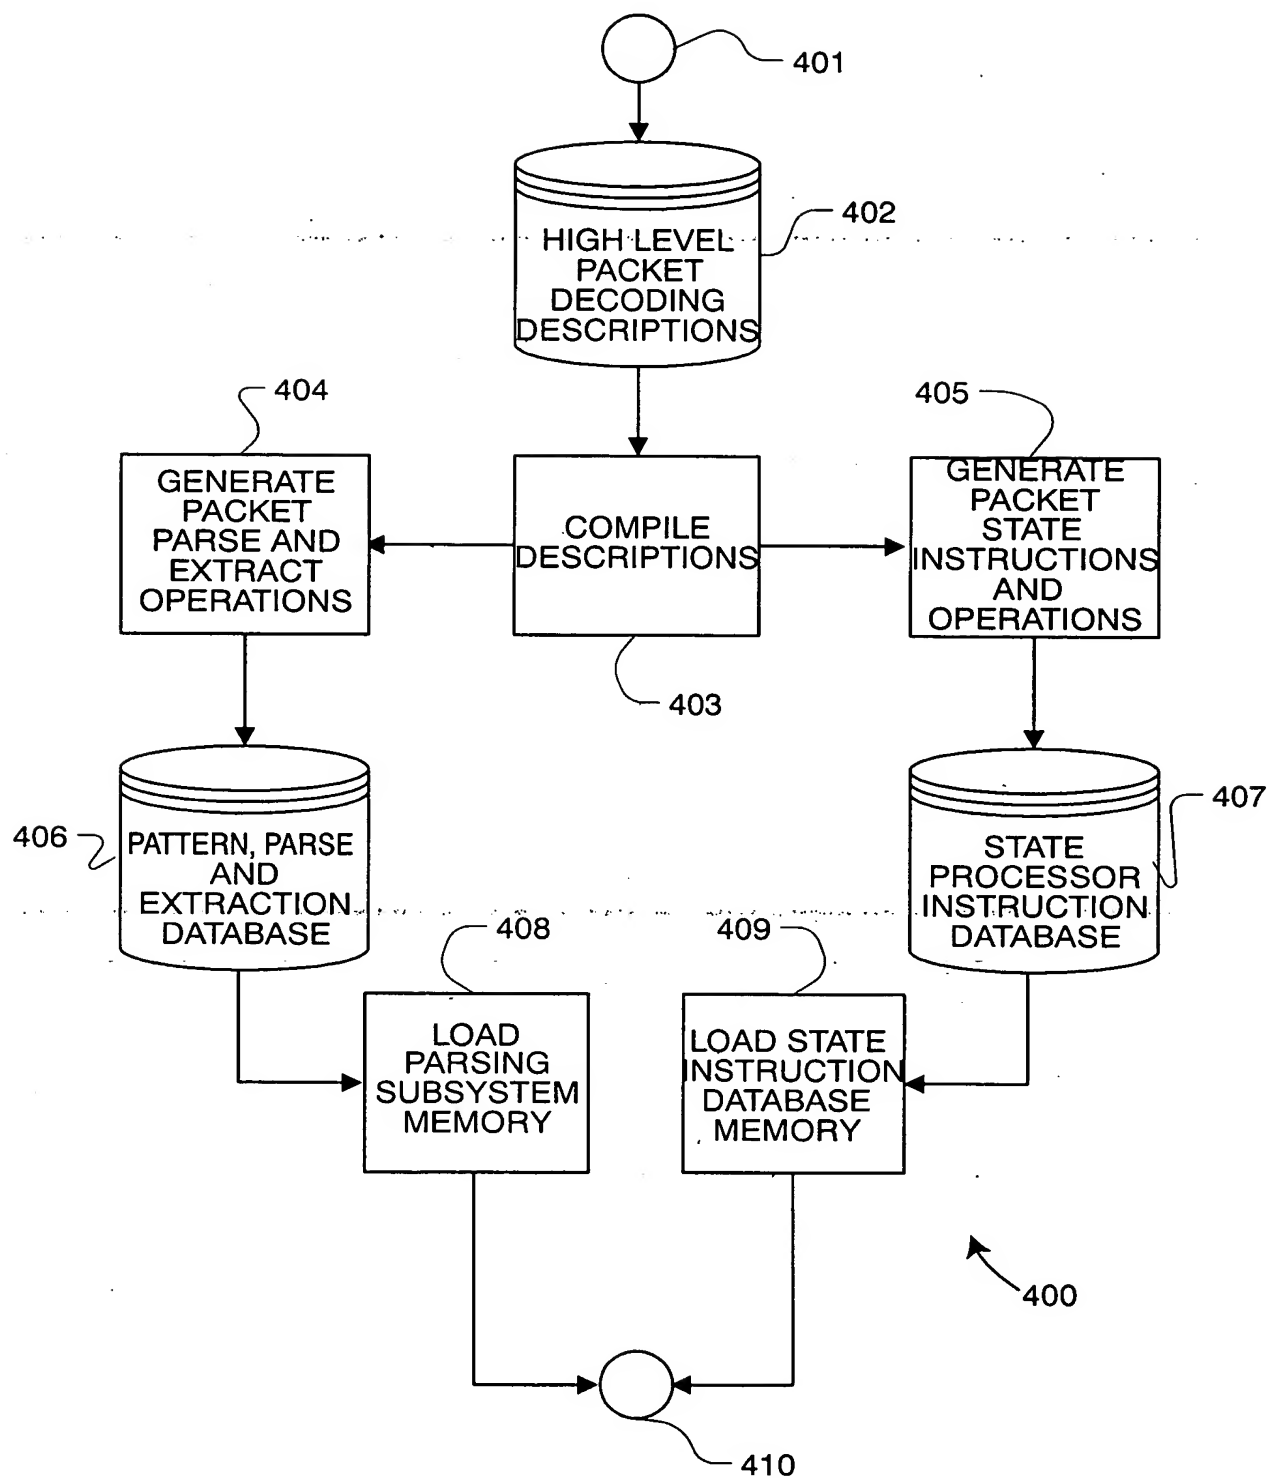 401
402
HIGH LEVEL
PACKET
DECODING
DESCRIPTIONS
404
405
GENERATE
PACKET
PARSE AND
EXTRACT
OPERATIONS
COMPILE
DESCRIPTIONS
GENERATE
PACKET
STATE
INSTRUCTIONS
AND
OPERATIONS
403
406
PATTERN, PARSE
AND
EXTRACTION
DATABASE
407
STATE
PROCESSOR
INSTRUCTION
DATABASE
408
409
LOAD
PARSING
SUBSYSTEM
MEMORY
LOAD STATE
INSTRUCTION
DATABASE
MEMORY
400
410